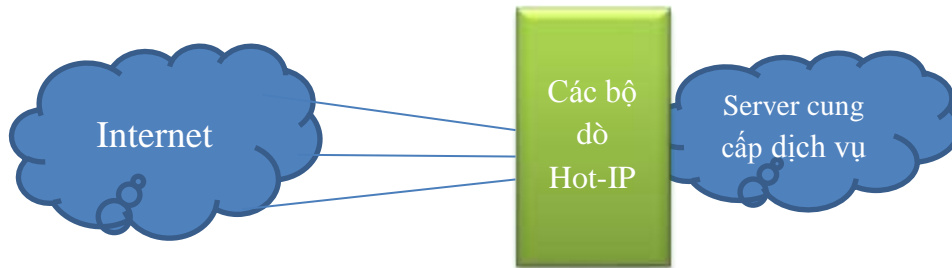 Internet
Các bộ
dò
Hot-IP
Server cung
cấp dịch vụ